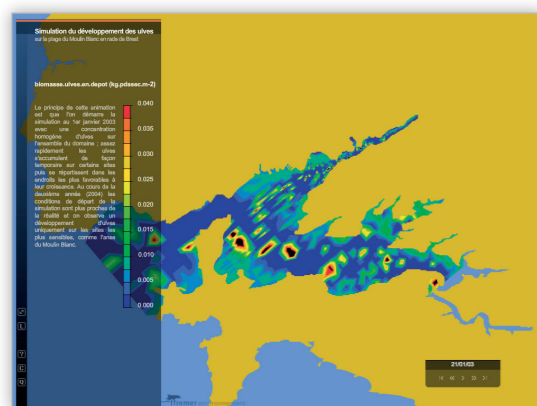 Simulation du développement des ulves
sur la plage du Moulin Blanc en rade de Brest
biomasse.ulves.en.depot (kg.pdssec.m-2)
Le principe de cette animation
est que l'on démarre la
simulation au 1er janvier 2003
avec une concentration
homogène d'ulves sur
l'ensemble du domaine ; assez
rapidement les ulves
s'accumulent de façon
temporaire sur certains sites
puis se répartissent dans les
endroits les plus favorables à
leur croissance. Au cours de la
deuxième année (2004) les
conditions de départ de la
simulation sont plus proches de
la réalité et on observe un
développement d'ulves
uniquement sur les sites les
plus sensibles, comme l'anse
du Moulin Blanc.
0.040
0.035
0.030
0.025
0.020
0.015
0.010
0.005
0.000
L
?
C
21/01/03
Ifremer